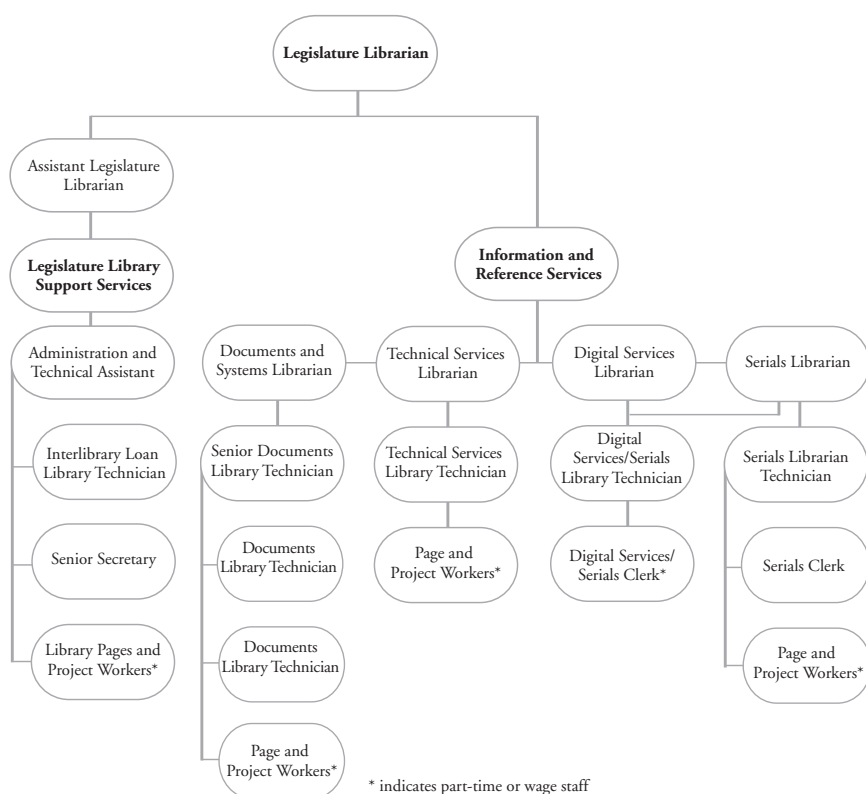 Legislature Librarian
Assistant Legislature
Librarian
Legislature Library
Support Services
Information and
Reference Services
Administration and
Technical Assistant
Documents and
Systems Librarian
Technical Services
Librarian
Digital Services
Librarian
Serials Librarian
Interlibrary Loan
Library Technician
Senior Documents
Library Technician
Technical Services
Library Technician
Digital
Services/Serials
Library Technician
Serials Librarian
Technician
Senior Secretary
Documents
Library Technician
Page and
Project Workers*
Digital Services/
Serials Clerk*
Serials Clerk
Library Pages and
Project Workers*
Documents
Library Technician
Page and
Project Workers*
Page and
Project Workers*
* indicates part-time or wage staff